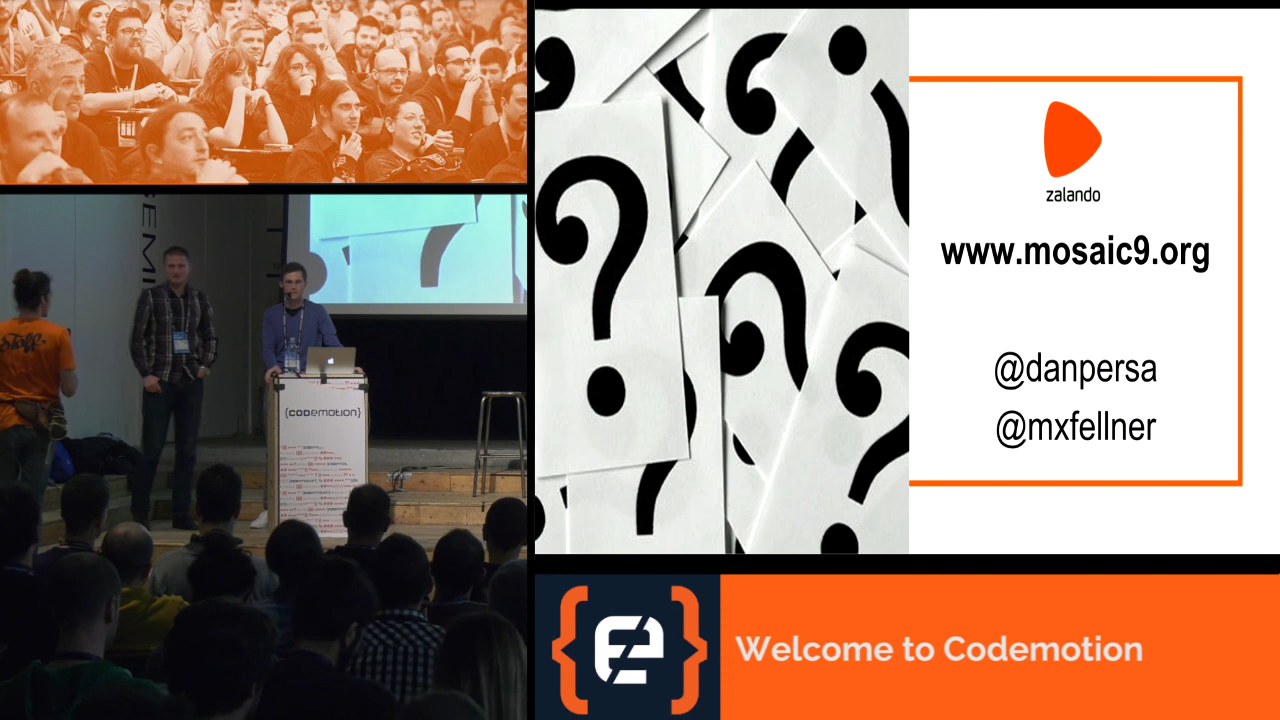 Staff
{CODEMOTION}
zalando
www.mosaic9.org
@danpersa
@mxfellner
Welcome to Codemotion